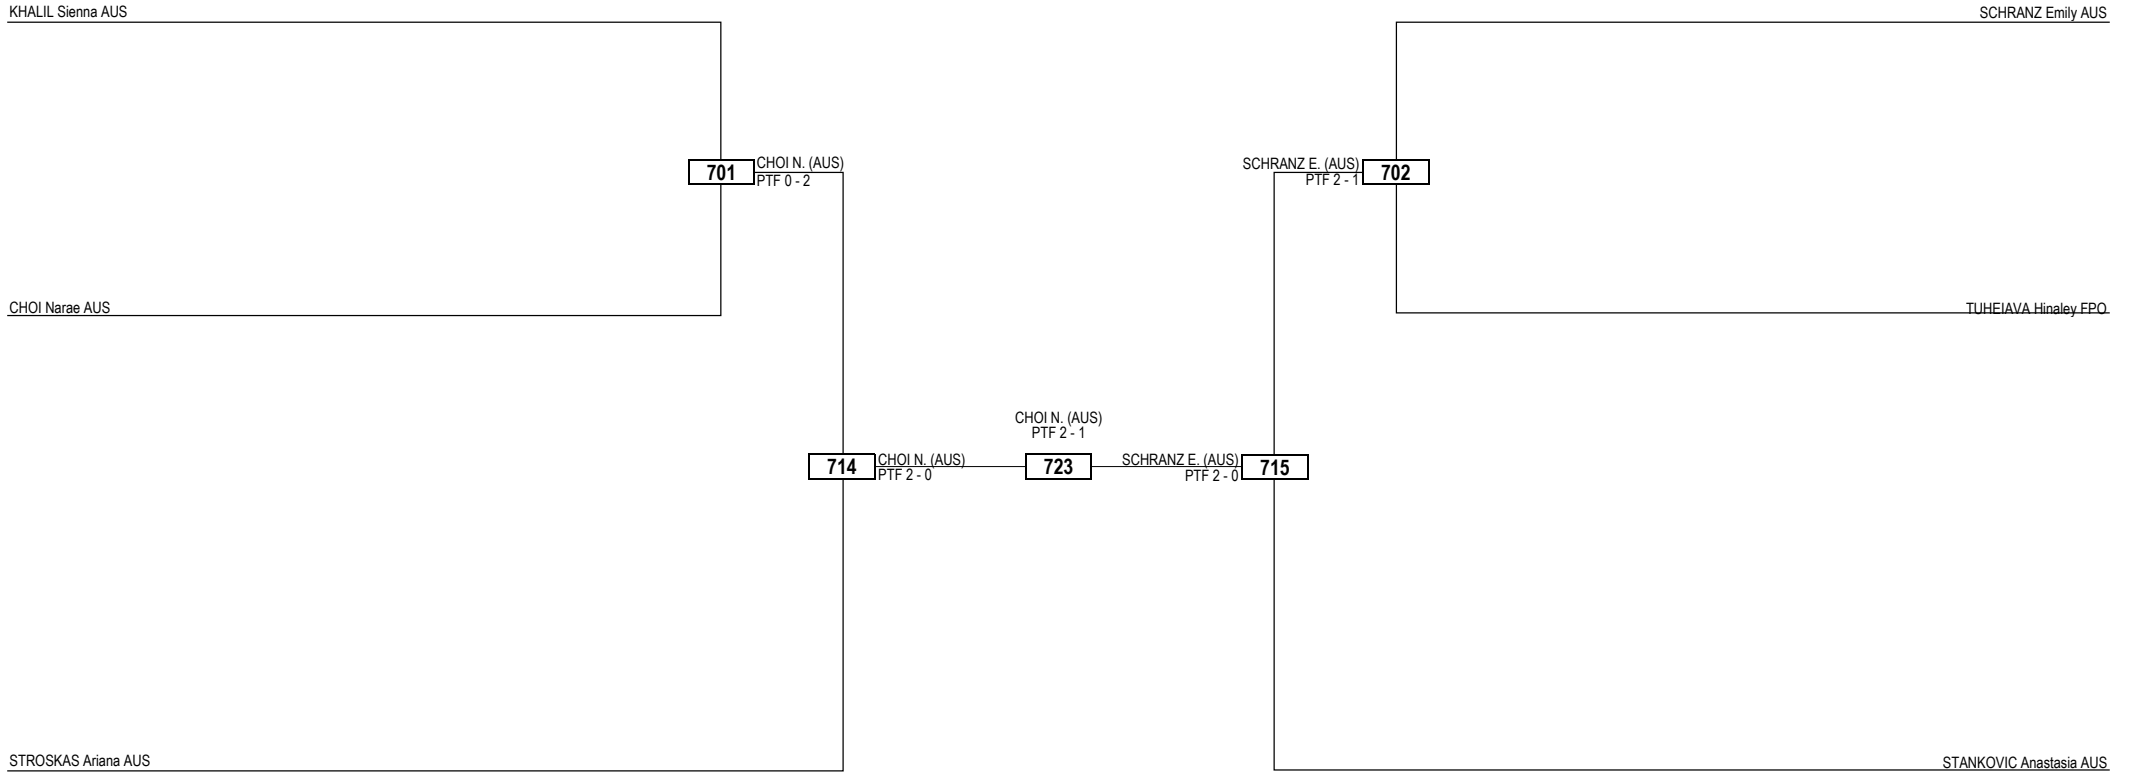 KHALIL Sienna AUS
SCHRANZ Emily AUS
701
CHOI N. (AUS)
PTF 0 - 2
SCHRANZ E. (AUS)
PTF 2 - 1
702
CHOI Narae AUS
TUHEIAVA Hinaley FPO
CHOI N. (AUS)
PTF 2 - 1
714
CHOI N. (AUS)
PTF 2 - 0
723
SCHRANZ E. (AUS)
PTF 2 - 0
715
STROSKAS Ariana AUS
STANKOVIC Anastasia AUS